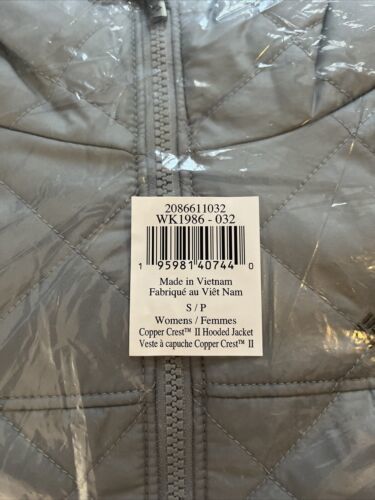 2086611032
WK1986 - 032
1 95981 40744 0
Made in Vietnam
Fabriqué au Viêt Nam
S / P
Womens / Femmes
Copper Crest™ II Hooded Jacket
Veste à capuche Copper Crest™ II